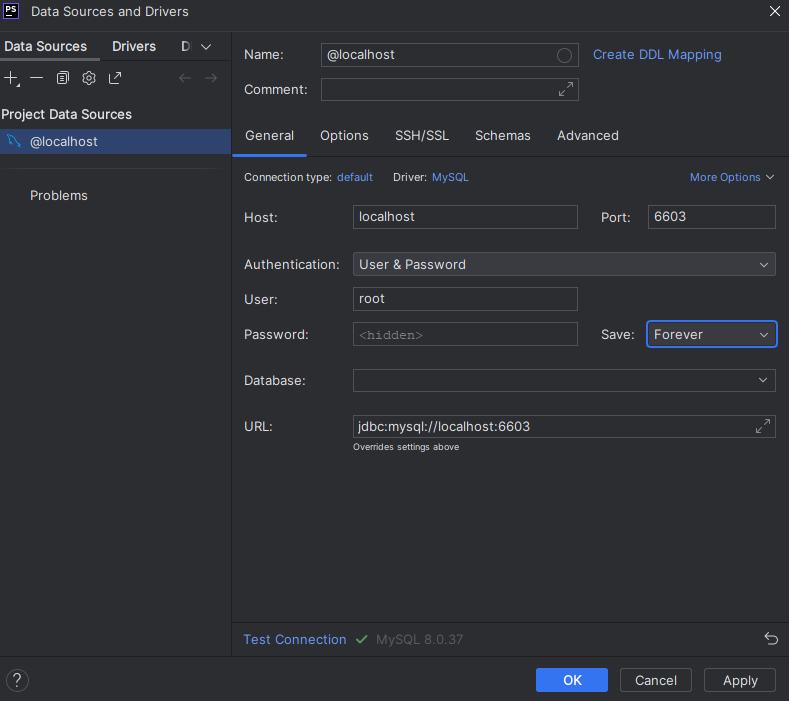 PS Data Sources and Drivers
Data Sources Drivers D
Project Data Sources
@localhost
Problems
Name: @localhost Create DDL Mapping
Comment:
General Options SSH/SSL Schemas Advanced
Connection type: default Driver: MySQL More Options
Host: localhost Port: 6603
Authentication: User & Password
User: root
Password: <hidden> Save: Forever
Database:
URL: jdbc:mysql://localhost:6603
Overrides settings above
Test Connection MySQL 8.0.37
? OK Cancel Apply